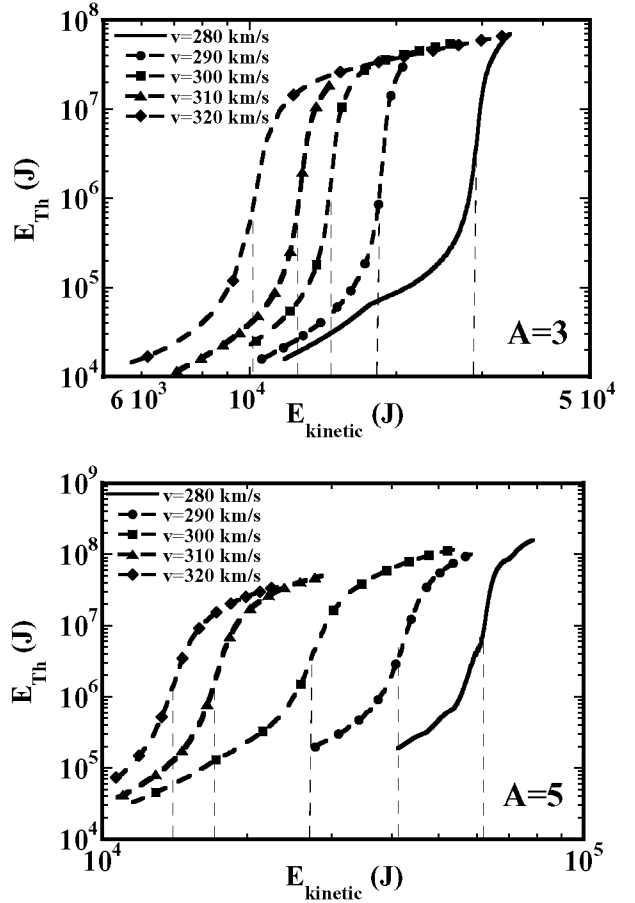 10^8
10^7
10^6
10^5
10^4
E_Th (J)
v=280 km/s
v=290 km/s
v=300 km/s
v=310 km/s
v=320 km/s
A=3
6 10^3
10^4
5 10^4
E_kinetic (J)
10^9
10^8
10^7
10^6
10^5
10^4
E_Th (J)
v=280 km/s
v=290 km/s
v=300 km/s
v=310 km/s
v=320 km/s
A=5
10^4
10^5
E_kinetic (J)